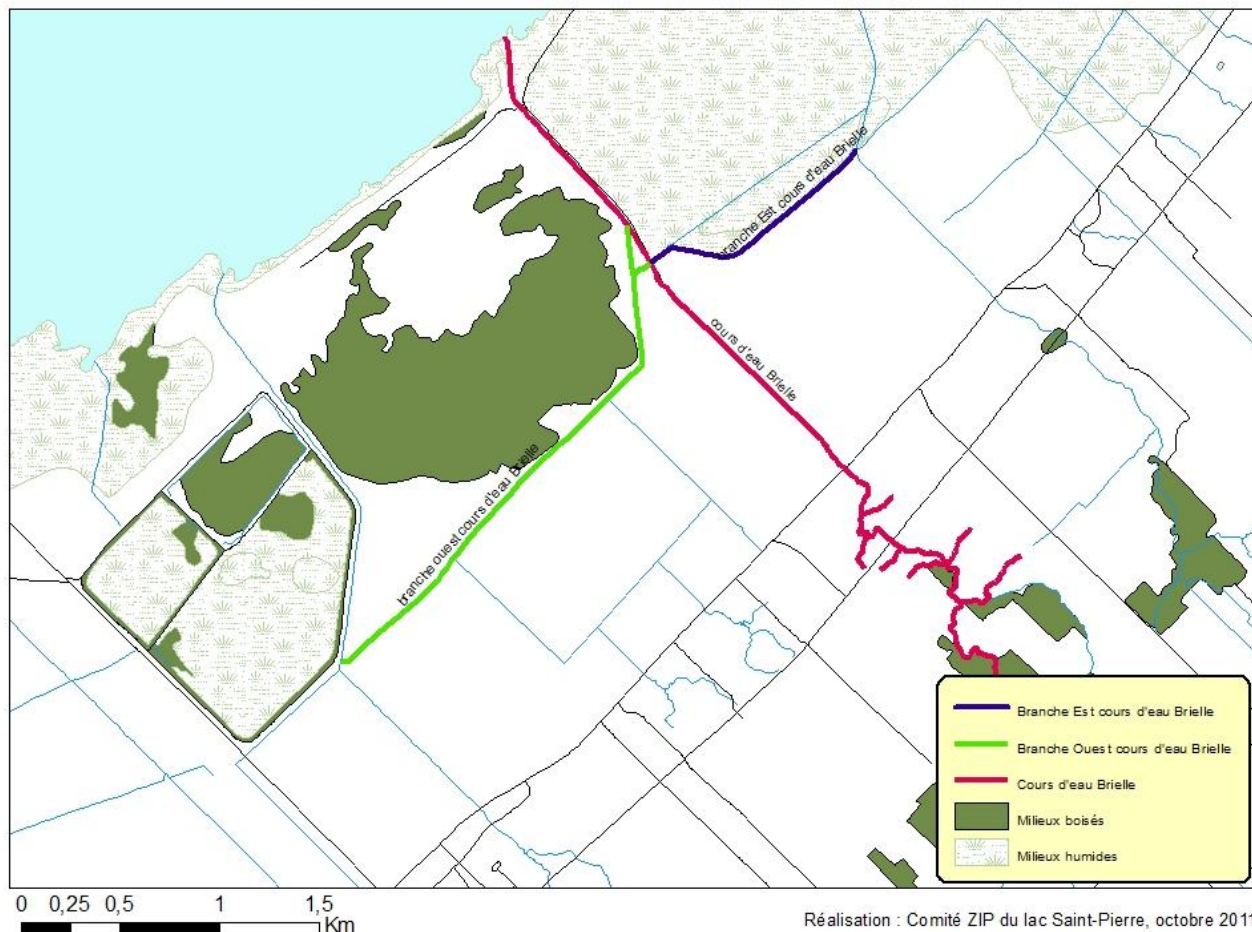 branche Est cours d'eau Brielle
cours d'eau Brielle
branche ouest cours d'eau Brielle
Branche Est cours d'eau Brielle
Branche Ouest cours d'eau Brielle
Cours d'eau Brielle
Milieux boisés
Milieux humides
0 0,25 0,5 1 1,5
Km
Réalisation : Comité ZIP du lac Saint-Pierre, octobre 2011